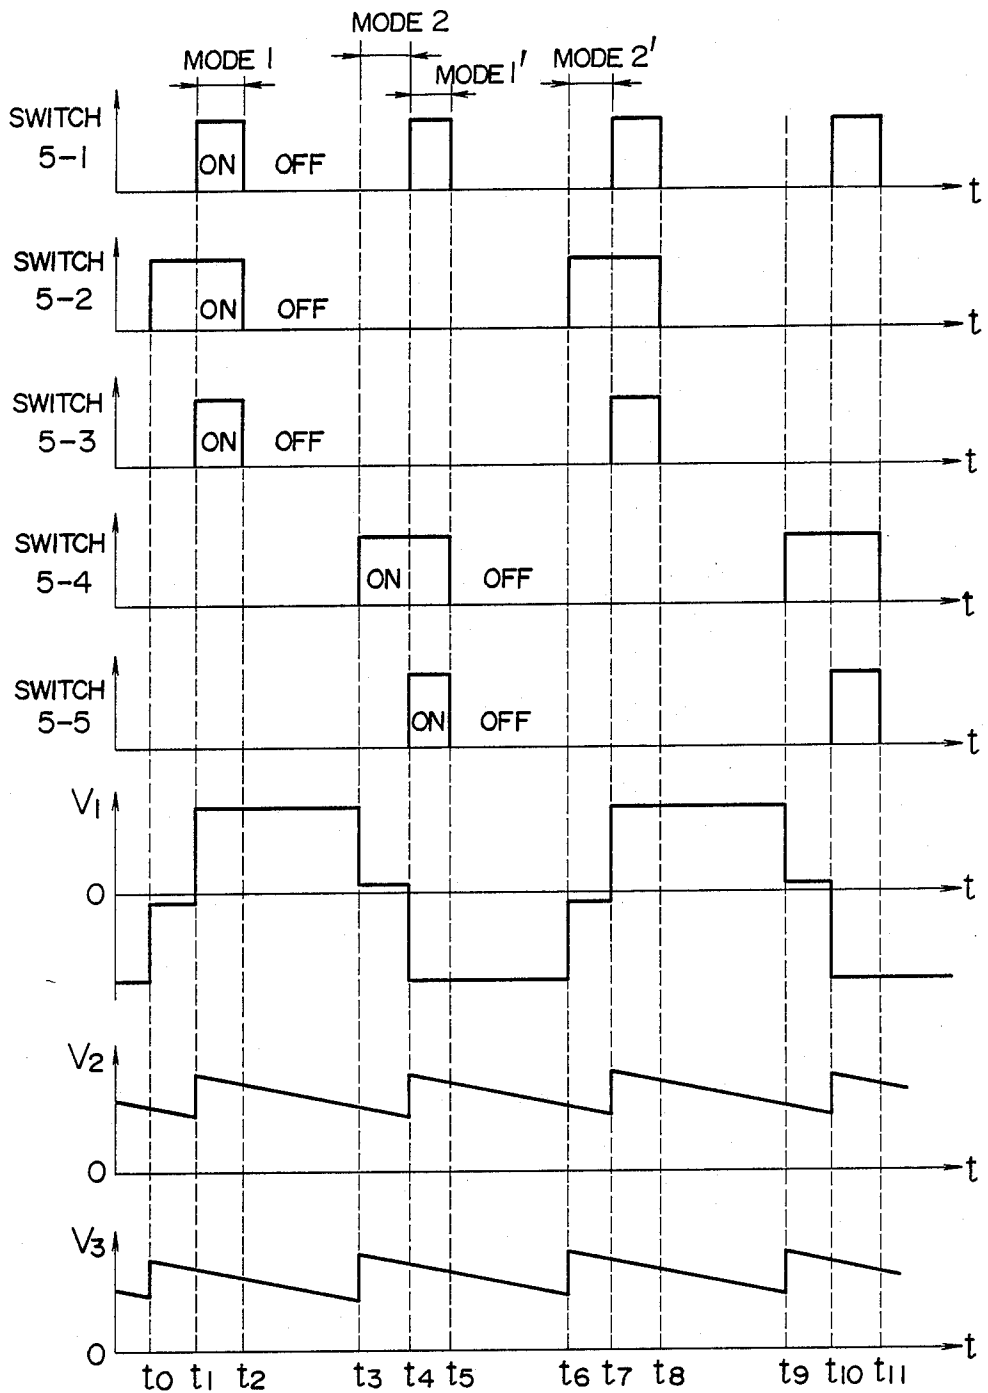 MODE 2
MODE 1
MODE 1'
MODE 2'
SWITCH
5-1
ON
OFF
t
SWITCH
5-2
ON
OFF
t
SWITCH
5-3
ON
OFF
t
SWITCH
5-4
ON
OFF
t
SWITCH
5-5
ON
OFF
t
V1
0
t
V2
0
t
V3
0
t
t0 t1 t2 t3 t4 t5 t6 t7 t8 t9 t10 t11